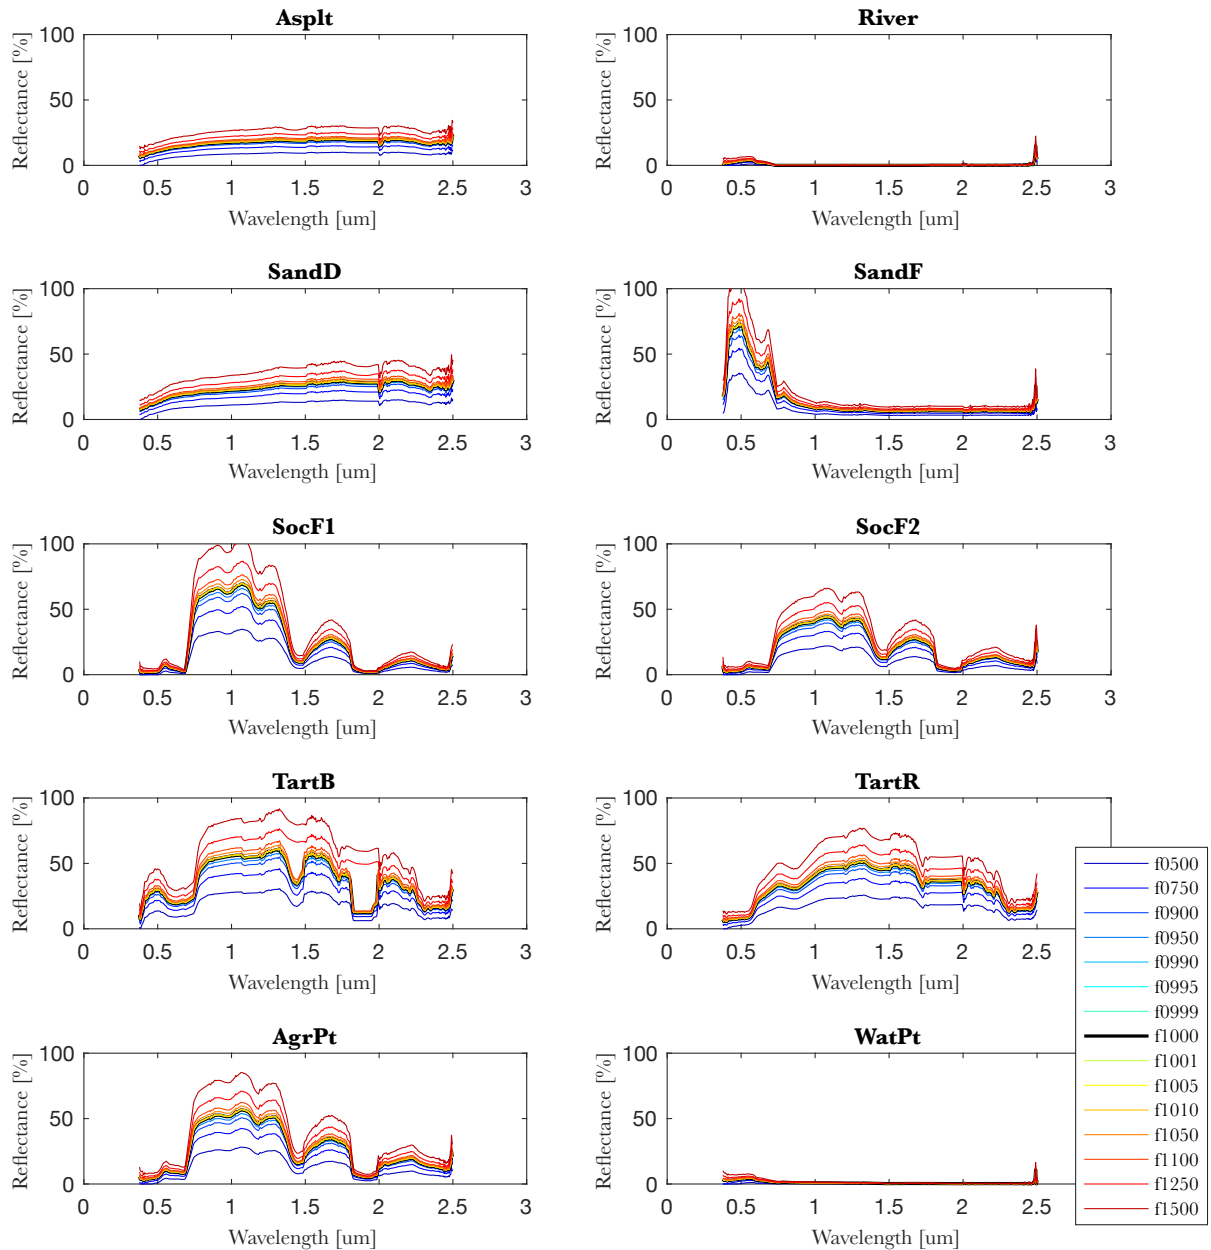 Asplt
Reflectance [%]
100
50
0
0 0.5 1 1.5 2 2.5 3
Wavelength [um]
River
Reflectance [%]
100
50
0
0 0.5 1 1.5 2 2.5 3
Wavelength [um]
SandD
Reflectance [%]
100
50
0
0 0.5 1 1.5 2 2.5 3
Wavelength [um]
SandF
Reflectance [%]
100
50
0
0 0.5 1 1.5 2 2.5 3
Wavelength [um]
SocF1
Reflectance [%]
100
50
0
0 0.5 1 1.5 2 2.5 3
Wavelength [um]
SocF2
Reflectance [%]
100
50
0
0 0.5 1 1.5 2 2.5 3
Wavelength [um]
TartB
Reflectance [%]
100
50
0
0 0.5 1 1.5 2 2.5 3
Wavelength [um]
TartR
Reflectance [%]
100
50
0
0 0.5 1 1.5 2 2.5
Wavelength [um]
AgrPt
Reflectance [%]
100
50
0
0 0.5 1 1.5 2 2.5 3
Wavelength [um]
WatPt
Reflectance [%]
100
50
0
0 0.5 1 1.5 2 2.5
Wavelength [um]
f0500
f0750
f0900
f0950
f0990
f0995
f0999
f1000
f1001
f1005
f1010
f1050
f1100
f1250
f1500